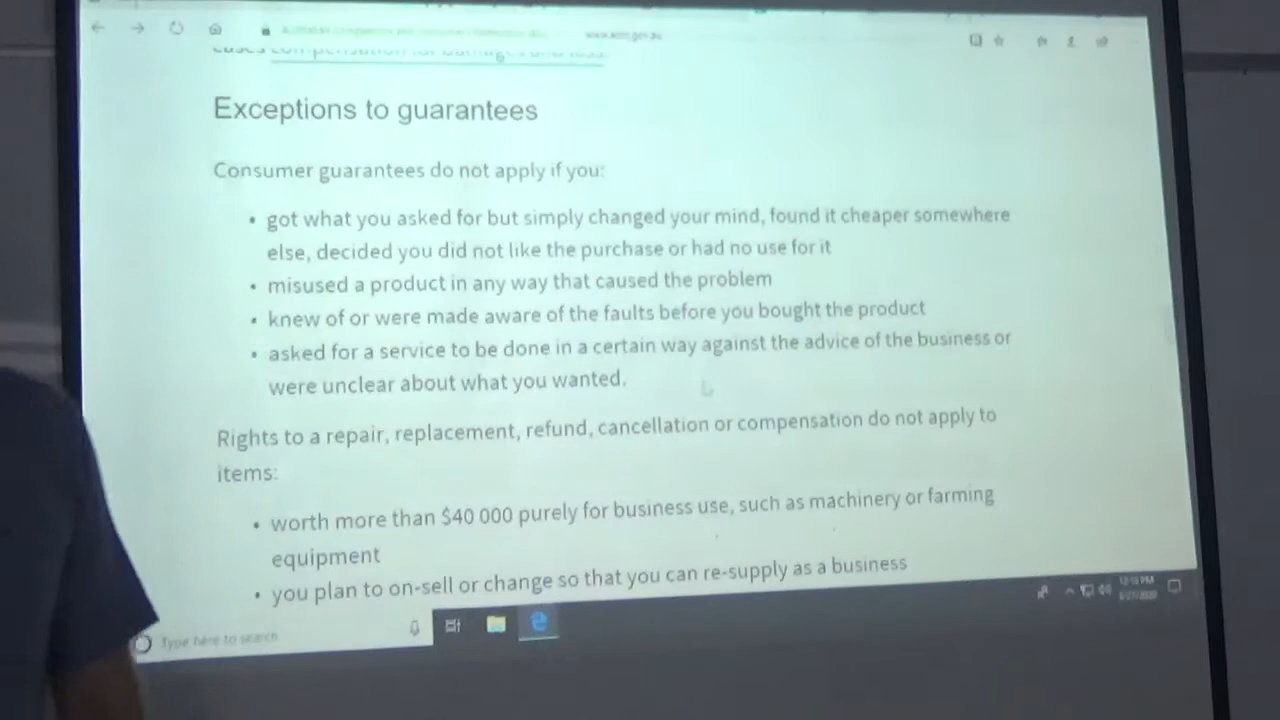 Exceptions to guarantees
Consumer guarantees do not apply if you:
• got what you asked for but simply changed your mind, found it cheaper somewhere
else, decided you did not like the purchase or had no use for it
• misused a product in any way that caused the problem
• knew of or were made aware of the faults before you bought the product
• asked for a service to be done in a certain way against the advice of the business or
were unclear about what you wanted.
Rights to a repair, replacement, refund, cancellation or compensation do not apply to
items:
• worth more than $40 000 purely for business use, such as machinery or farming
equipment
• you plan to on-sell or change so that you can re-supply as a business
Type here to search